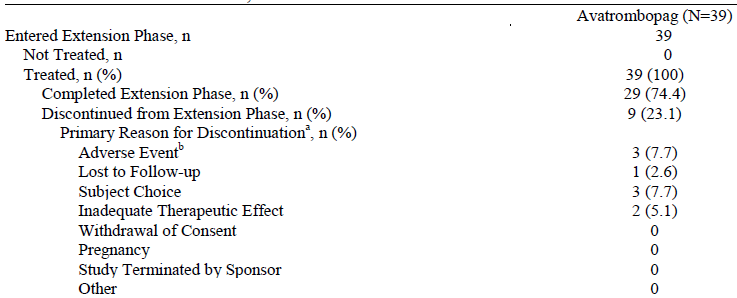 Avatrombopag (N=39)
Entered Extension Phase, n 39
Not Treated, n 0
Treated, n (%) 39 (100)
Completed Extension Phase, n (%) 29 (74.4)
Discontinued from Extension Phase, n (%) 9 (23.1)
Primary Reason for Discontinuationᵃ, n (%)
Adverse Eventᵇ 3 (7.7)
Lost to Follow-up 1 (2.6)
Subject Choice 3 (7.7)
Inadequate Therapeutic Effect 2 (5.1)
Withdrawal of Consent 0
Pregnancy 0
Study Terminated by Sponsor 0
Other 0